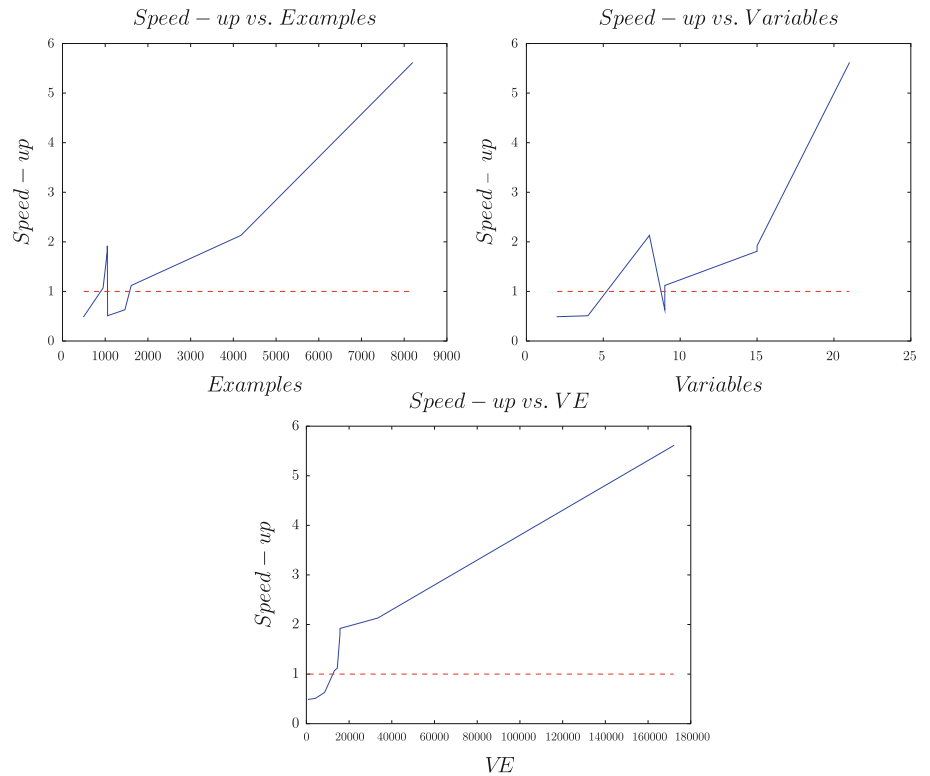 Speed – up vs. Examples
6
5
4
3
2
1
0
Speed – up
0 1000 2000 3000 4000 5000 6000 7000 8000 9000
Examples
Speed – up vs. Variables
6
5
4
3
2
1
0
Speed – up
0 5 10 15 20 25
Variables
Speed – up vs. VE
6
5
4
3
2
1
0
Speed – up
0 20000 40000 60000 80000 100000 120000 140000 160000 180000
VE